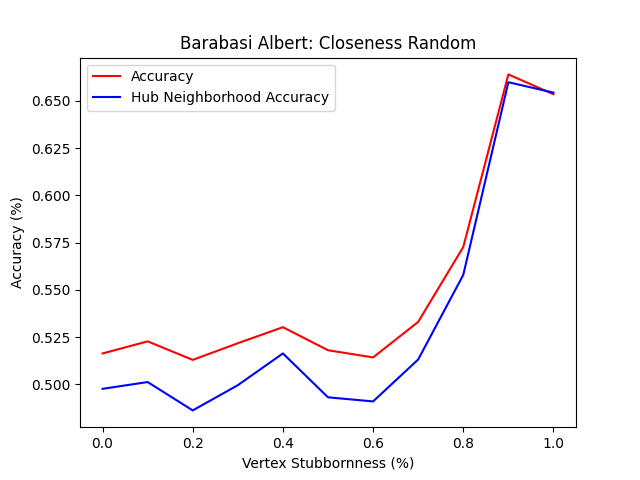 Barabasi Albert: Closeness Random
Accuracy
Hub Neighborhood Accuracy
Accuracy (%)
0.650
0.625
0.600
0.575
0.550
0.525
0.500
0.0 0.2 0.4 0.6 0.8 1.0
Vertex Stubbornness (%)